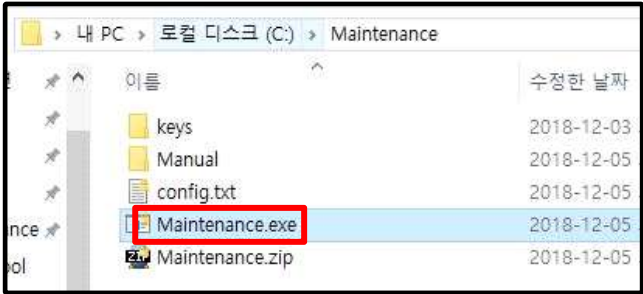 내 PC > 로컬 디스크 (C:) > Maintenance
이름 수정한 날짜
keys 2018-12-03
Manual 2018-12-05
config.txt 2018-12-05
nce Maintenance.exe 2018-12-05
ool Maintenance.zip 2018-12-05